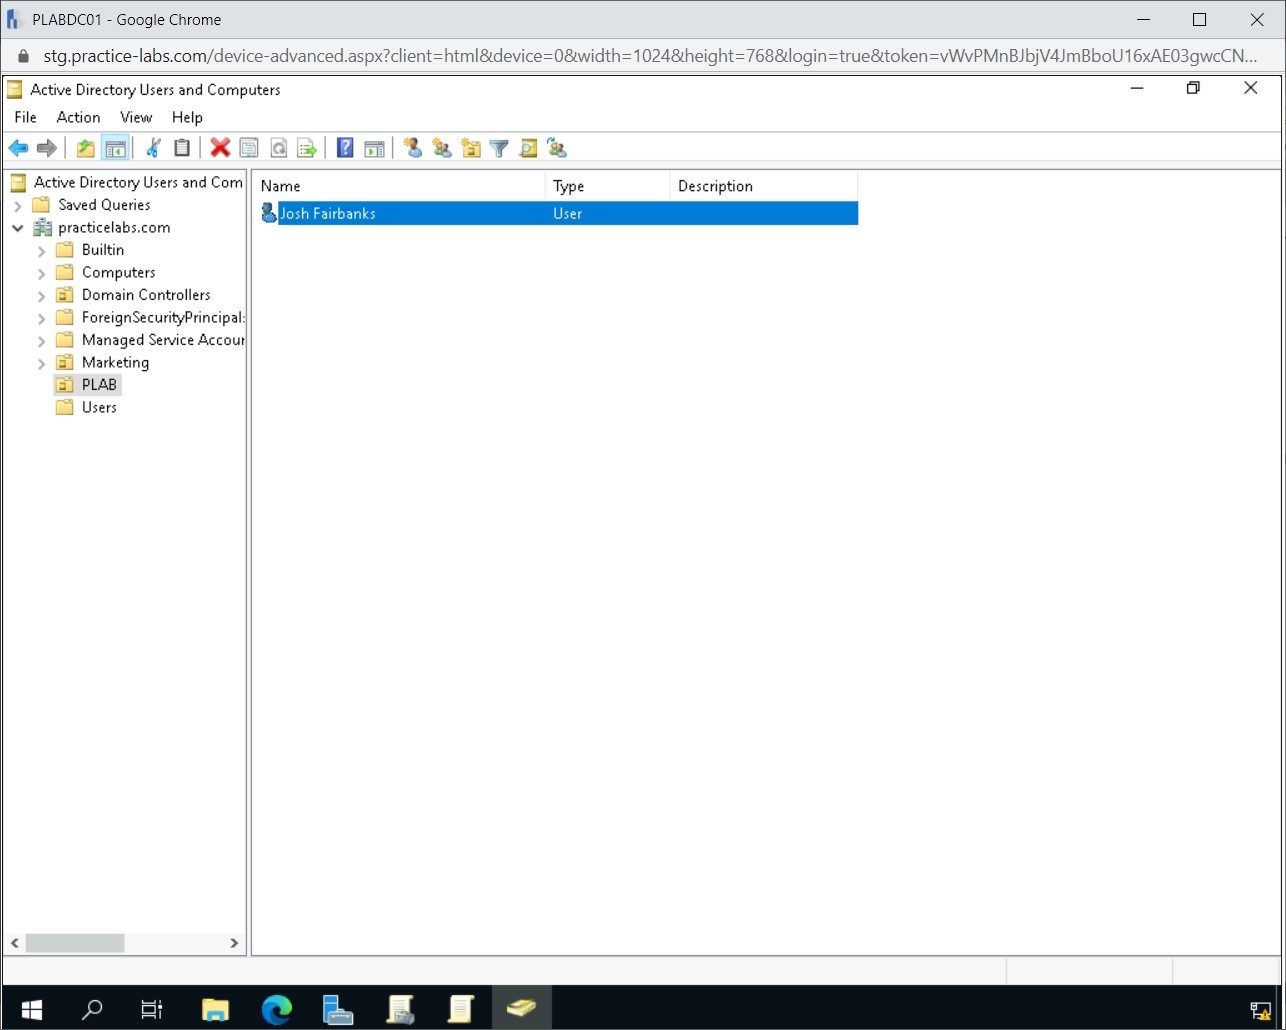 PLABDC01 - Google Chrome
stg.practice-labs.com/device-advanced.aspx?client=html&device=0&width=1024&height=768&login=true&token=vWvPMnBJbjV4JmBboU16xAE03gwcCN...
Active Directory Users and Computers
File Action View Help
Active Directory Users and Com
Saved Queries
practicelabs.com
Builtin
Computers
Domain Controllers
ForeignSecurityPrincipal:
Managed Service Accour
Marketing
PLAB
Users
Name Type Description
Josh Fairbanks User